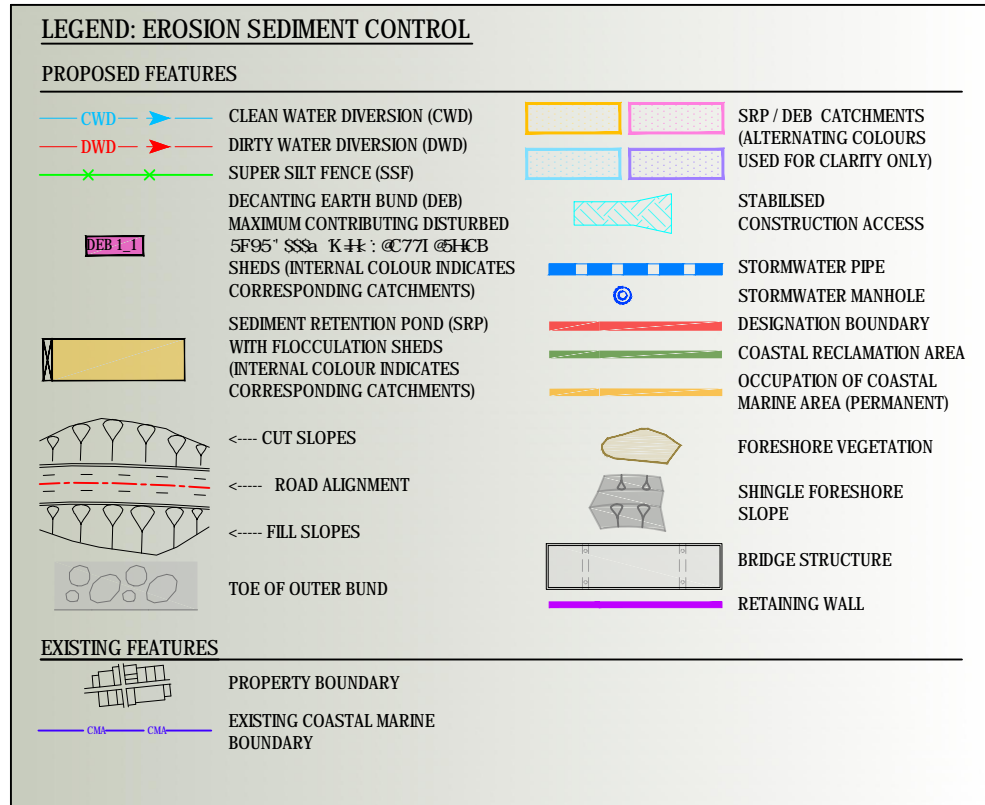 LEGEND: EROSION SEDIMENT CONTROL
PROPOSED FEATURES
CWD
CLEAN WATER DIVERSION (CWD)
DWD
DIRTY WATER DIVERSION (DWD)
SUPER SILT FENCE (SSF)
DEB 1_1
DECANTING EARTH BUND (DEB)
MAXIMUM CONTRIBUTING DISTURBED
SHEDS (INTERNAL COLOUR INDICATES
CORRESPONDING CATCHMENTS)
SEDIMENT RETENTION POND (SRP)
WITH FLOCCULATION SHEDS
(INTERNAL COLOUR INDICATES
CORRESPONDING CATCHMENTS)
<---- CUT SLOPES
<----- ROAD ALIGNMENT
<----- FILL SLOPES
TOE OF OUTER BUND
SRP / DEB CATCHMENTS
(ALTERNATING COLOURS
USED FOR CLARITY ONLY)
STABILISED
CONSTRUCTION ACCESS
STORMWATER PIPE
STORMWATER MANHOLE
DESIGNATION BOUNDARY
COASTAL RECLAMATION AREA
OCCUPATION OF COASTAL
MARINE AREA (PERMANENT)
FORESHORE VEGETATION
SHINGLE FORESHORE
SLOPE
BRIDGE STRUCTURE
RETAINING WALL
EXISTING FEATURES
PROPERTY BOUNDARY
CMA CMA
EXISTING COASTAL MARINE
BOUNDARY